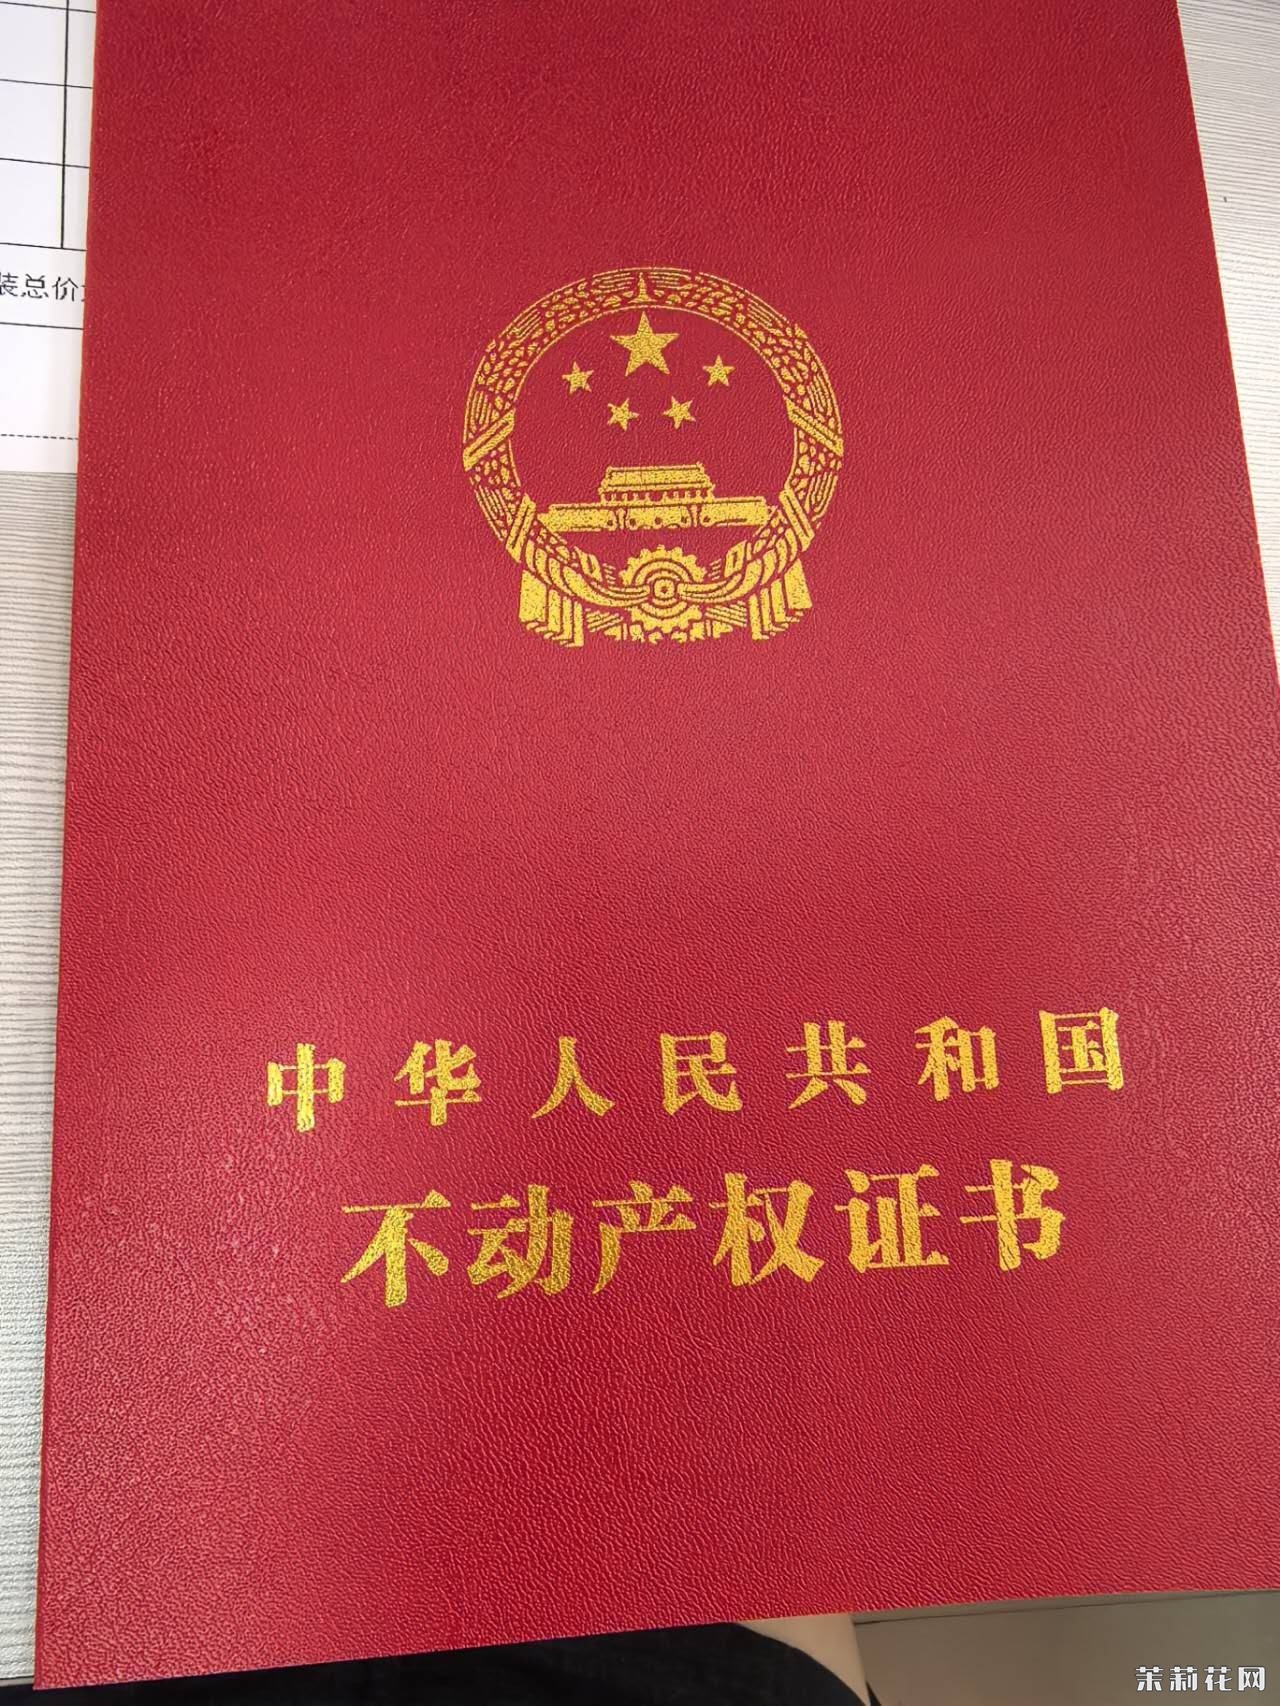 装总价
中华人民共和国
不动产权证书
茉莉花网